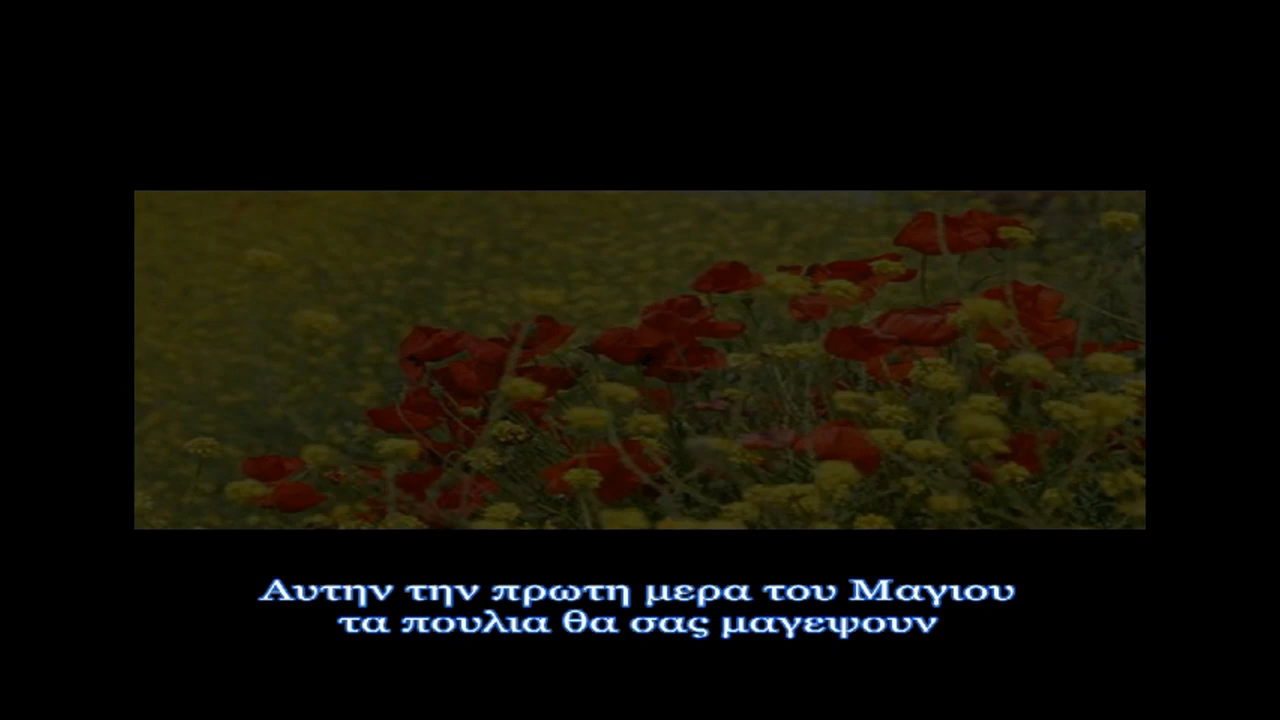 Αυτην την πρωτη μερα του Μαγιου
τα πουλια θα σας μαγεψουν